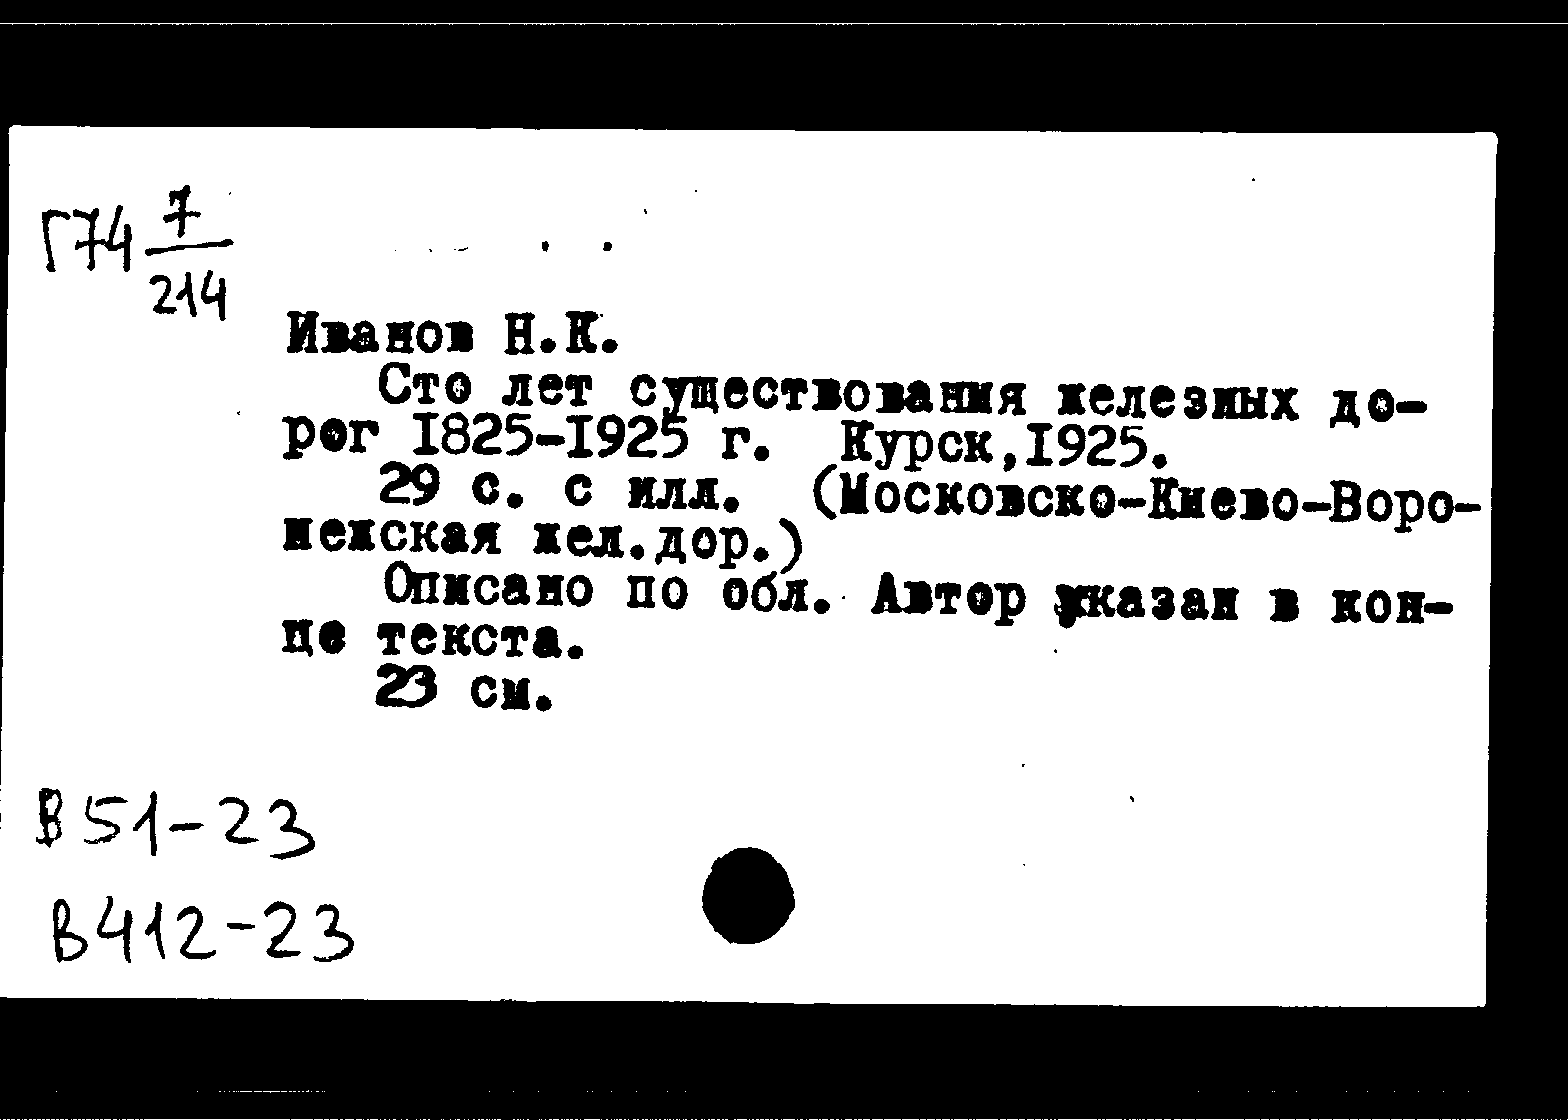 Г74 7/214
Иванов Н.К.
Сто лет существования железных до-
рог 1825-1925 г. Курск,1925.
29 с. с илл. (Московско-Киево-Воро-
нежская жел.дор.)
Описано по обл. Автор указан в кон-
це текста.
23 см.
В 51-23
В412-23